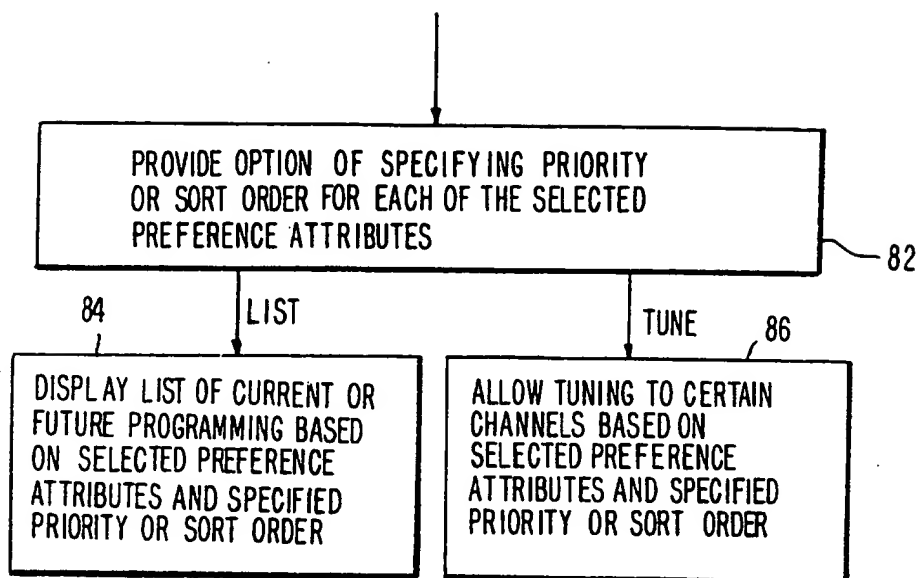 PROVIDE OPTION OF SPECIFYING PRIORITY
OR SORT ORDER FOR EACH OF THE SELECTED
PREFERENCE ATTRIBUTES
82
84
LIST
TUNE
86
DISPLAY LIST OF CURRENT OR
FUTURE PROGRAMMING BASED
ON SELECTED PREFERENCE
ATTRIBUTES AND SPECIFIED
PRIORITY OR SORT ORDER
ALLOW TUNING TO CERTAIN
CHANNELS BASED ON
SELECTED PREFERENCE
ATTRIBUTES AND SPECIFIED
PRIORITY OR SORT ORDER